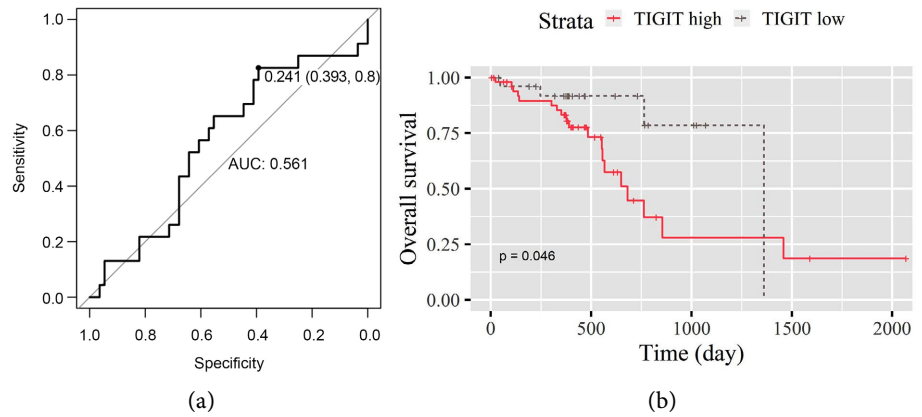 Sensitivity
1.0
0.8
0.6
0.4
0.2
0.0
0.241 (0.393, 0.8)
AUC: 0.561
1.0 0.8 0.6 0.4 0.2 0.0
Specificity
(a)
Strata TIGIT high TIGIT low
Overall survival
1.00
0.75
0.50
0.25
0.00
p = 0.046
0 500 1000 1500 2000
Time (day)
(b)